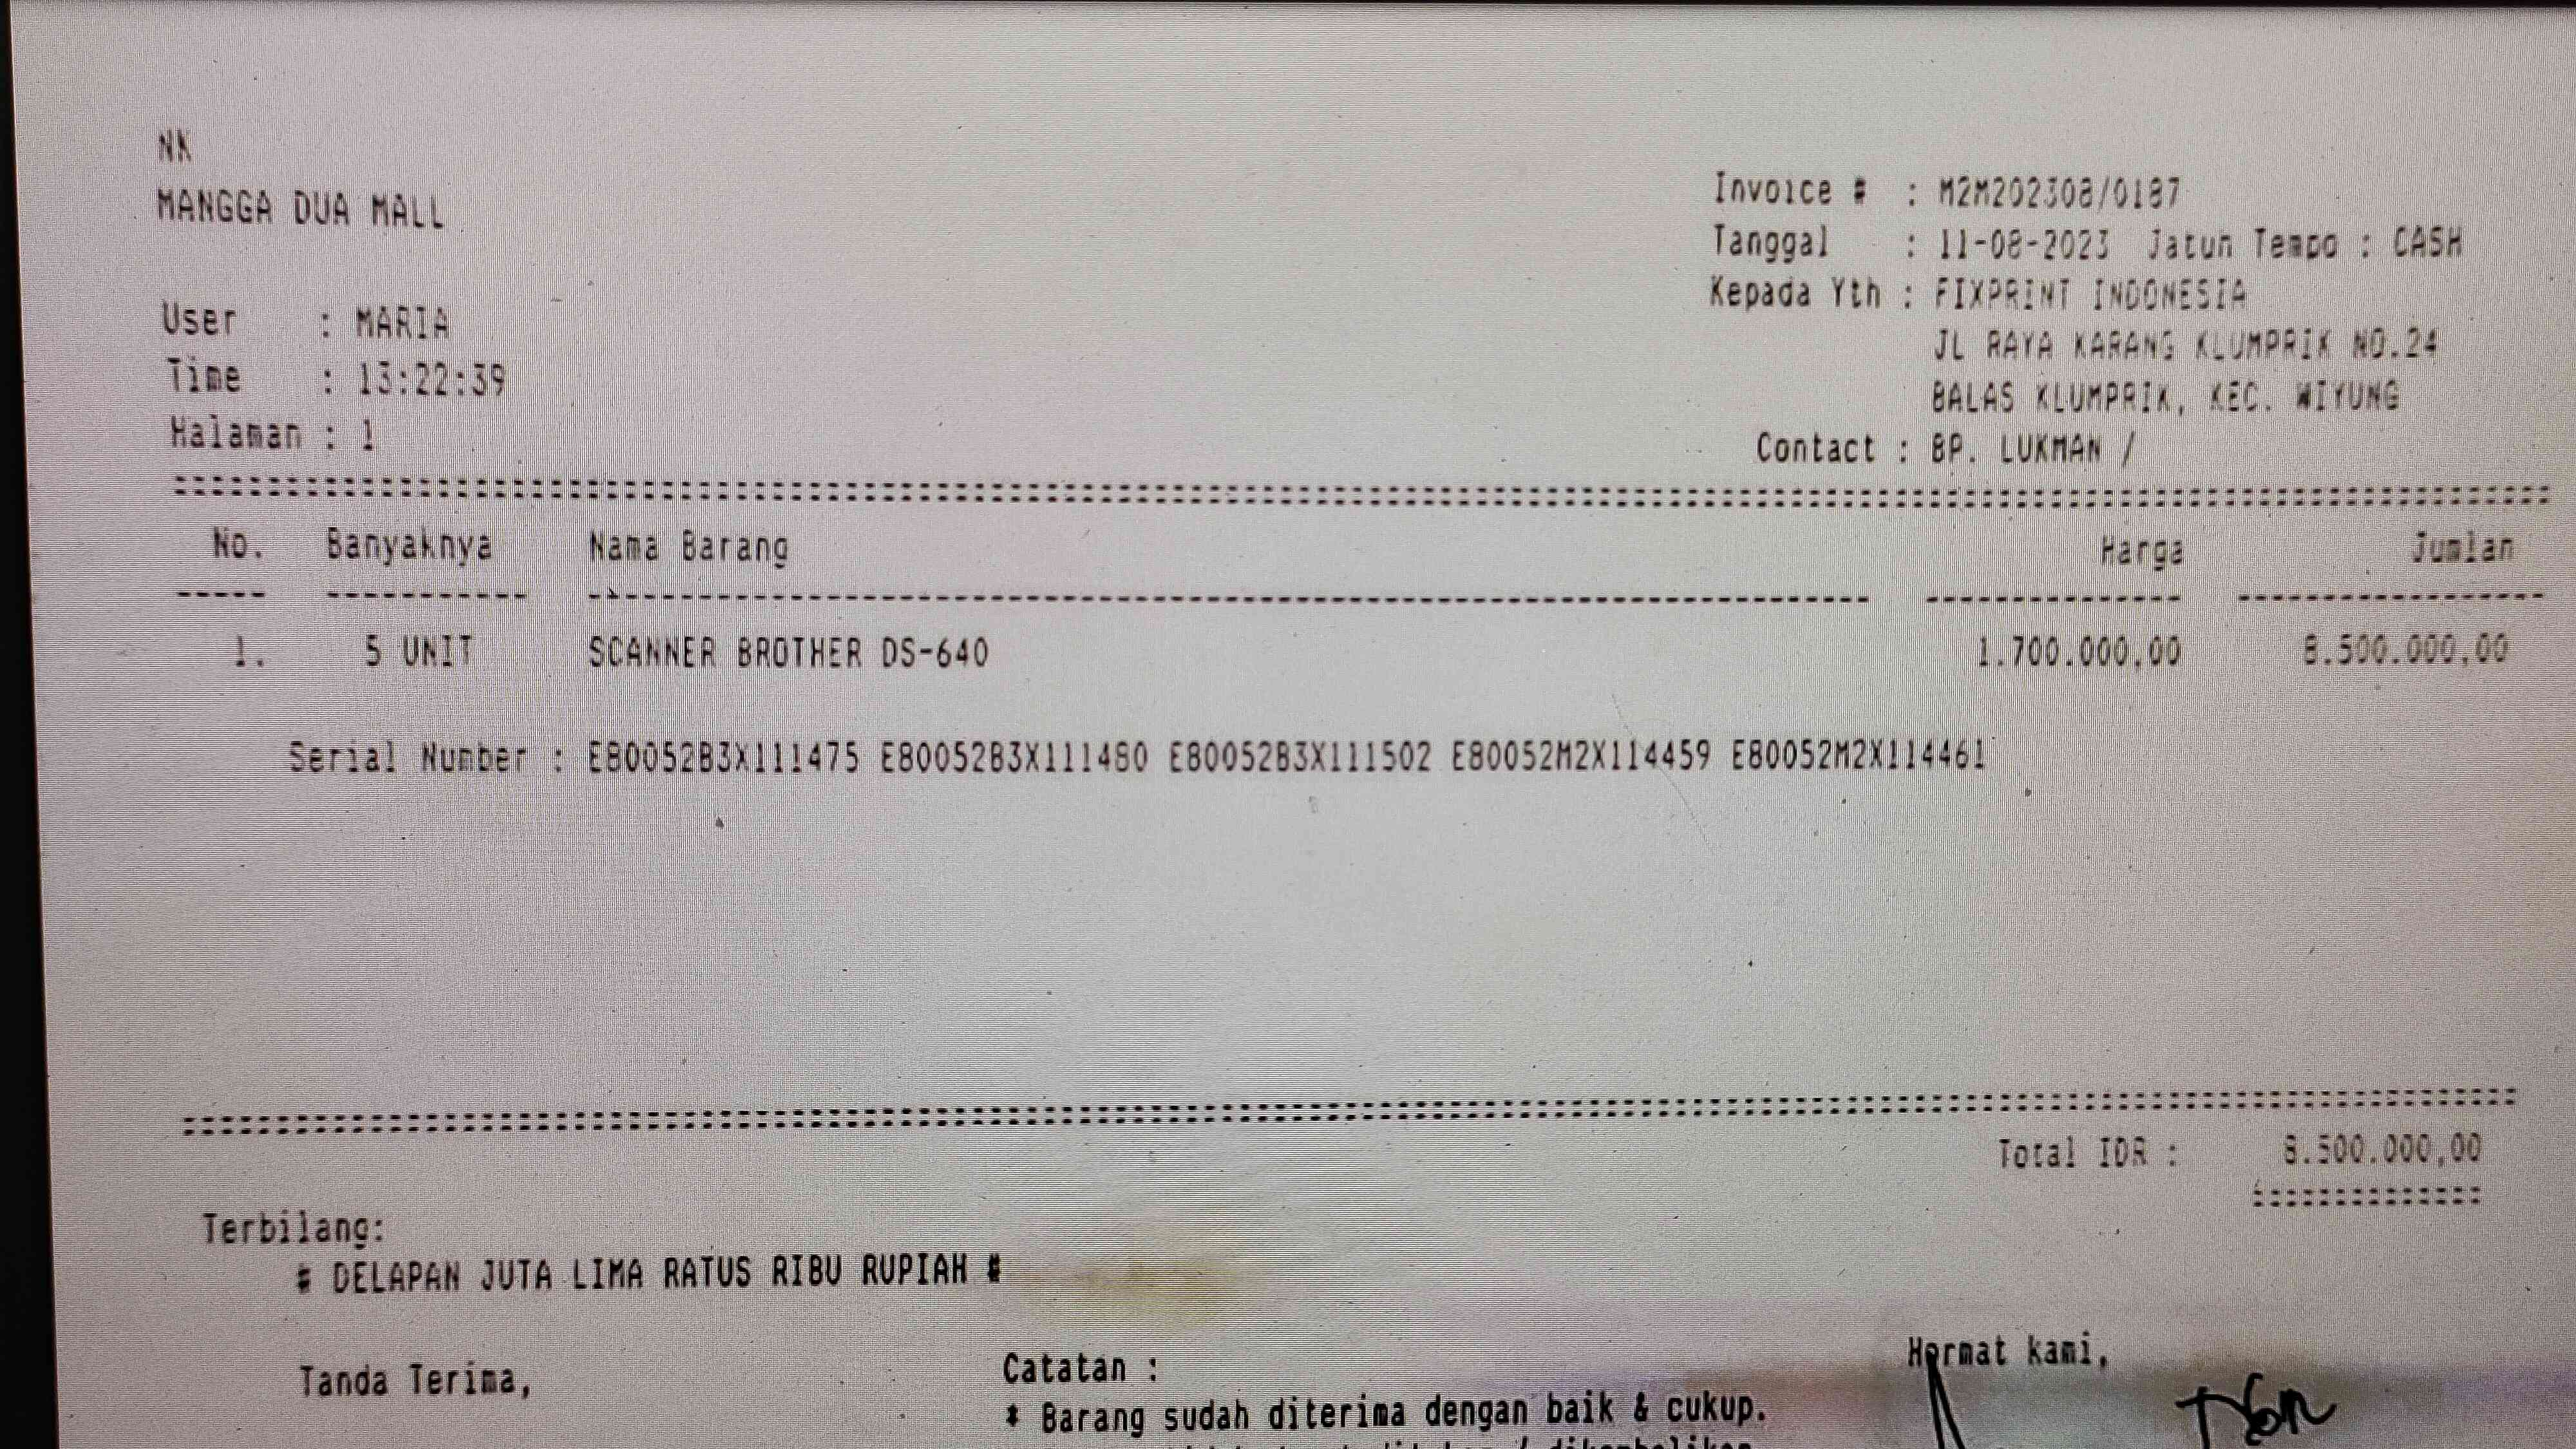 NK
MANGGA DUA MALL
Invoice # : M2M202308/0187
Tanggal : 11-08-2023 Jatuh Tempo : CASH
Kepada Yth : FIXPRINT INDONESIA
JL RAYA KARANG KLUMPRIK NO.24
BALAS KLUMPRIK, KEC. WIYUNG
Contact : BP. LUKMAN /
User : MARIA
Time : 13:22:39
Halaman : 1
No. Banyaknya Nama Barang Harga Jumlah
1. 5 UNIT SCANNER BROTHER DS-640 1.700.000,00 8.500.000,00
Serial Number : E80052B3X111475 E80052B3X111480 E80052B3X111502 E80052M2X114459 E80052M2X114461
Total IDR : 8.500.000,00
Terbilang:
# DELAPAN JUTA LIMA RATUS RIBU RUPIAH #
Tanda Terima,
Catatan :
* Barang sudah diterima dengan baik & cukup.
Hormat kami,